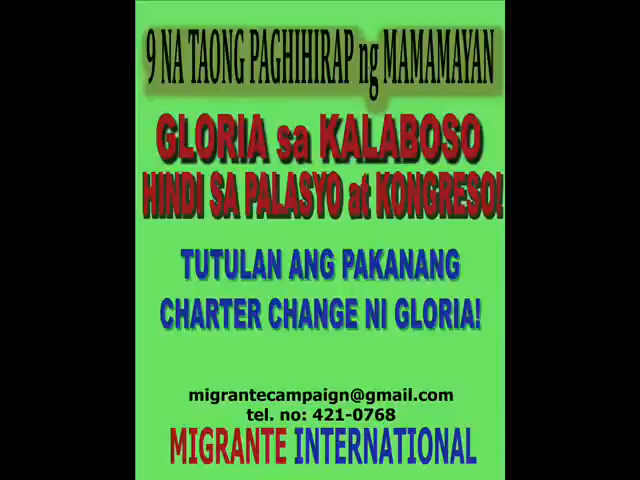 9 NA TAONG PAGHIHIRAP ng MAMAMAYAN
GLORIA sa KALABOSO
HINDI SA PALASYO at KONGRESO!
TUTULAN ANG PAKANANG
CHARTER CHANGE NI GLORIA!
migrantecampaign@gmail.com
tel. no: 421-0768
MIGRANTE INTERNATIONAL